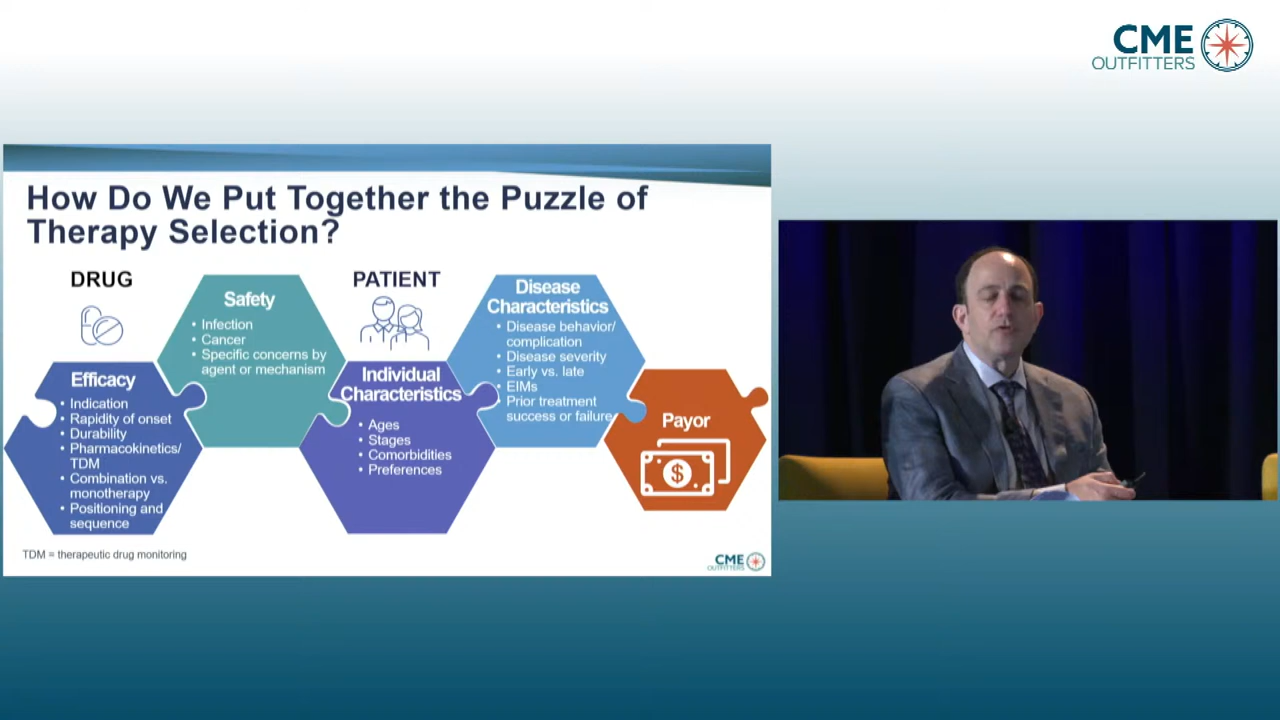 CME
OUTFITTERS
How Do We Put Together the Puzzle of
Therapy Selection?
DRUG
Efficacy
• Indication
• Rapidity of onset
• Durability
• Pharmacokinetics/
TDM
• Combination vs.
monotherapy
• Positioning and
sequence
Safety
• Infection
• Cancer
• Specific concerns by
agent or mechanism
PATIENT
Individual
Characteristics
• Ages
• Stages
• Comorbidities
• Preferences
Disease
Characteristics
• Disease behavior/
complication
• Disease severity
• Early vs. late
• EIMs
• Prior treatment
success or failure
Payor
$
TDM = therapeutic drug monitoring
CME
OUTFITTERS